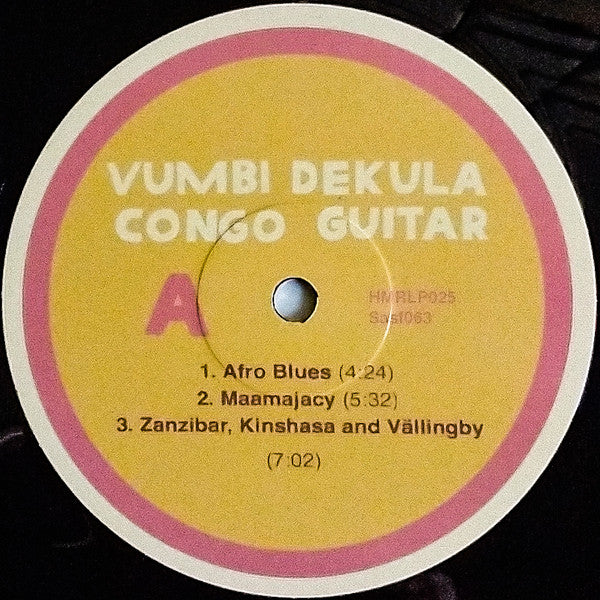 VUMBI DEKULA
CONGO GUITAR
A
HMRLP025
Sasf063
1. Afro Blues (4:24)
2. Maamajacy (5:32)
3. Zanzibar, Kinshasa and Vällingby
(7:02)